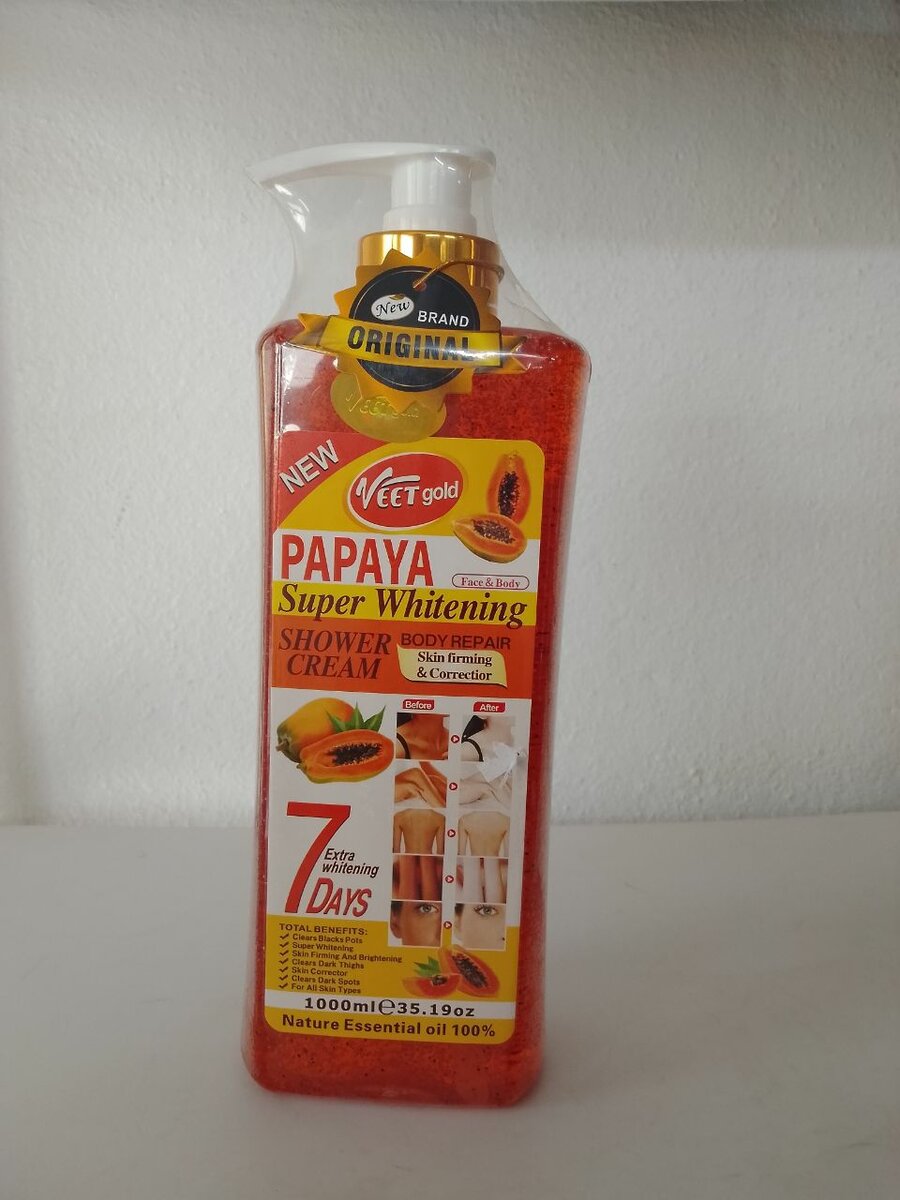 New
BRAND
ORIGINAL
NEW
VEET gold
PAPAYA
Face & Body
Super Whitening
SHOWER
CREAM
BODY REPAIR
Skin firming
& Correctior
Before
After
7
Extra
whitening
DAYS
TOTAL BENEFITS:
Clears Blacks Pots
Super Whitening
Skin Firming And Brightening
Clears Dark Thighs
Skin Corrector
Clears Dark Spots
For All Skin Types
1000ml℮35.19oz
Nature Essential oil 100%